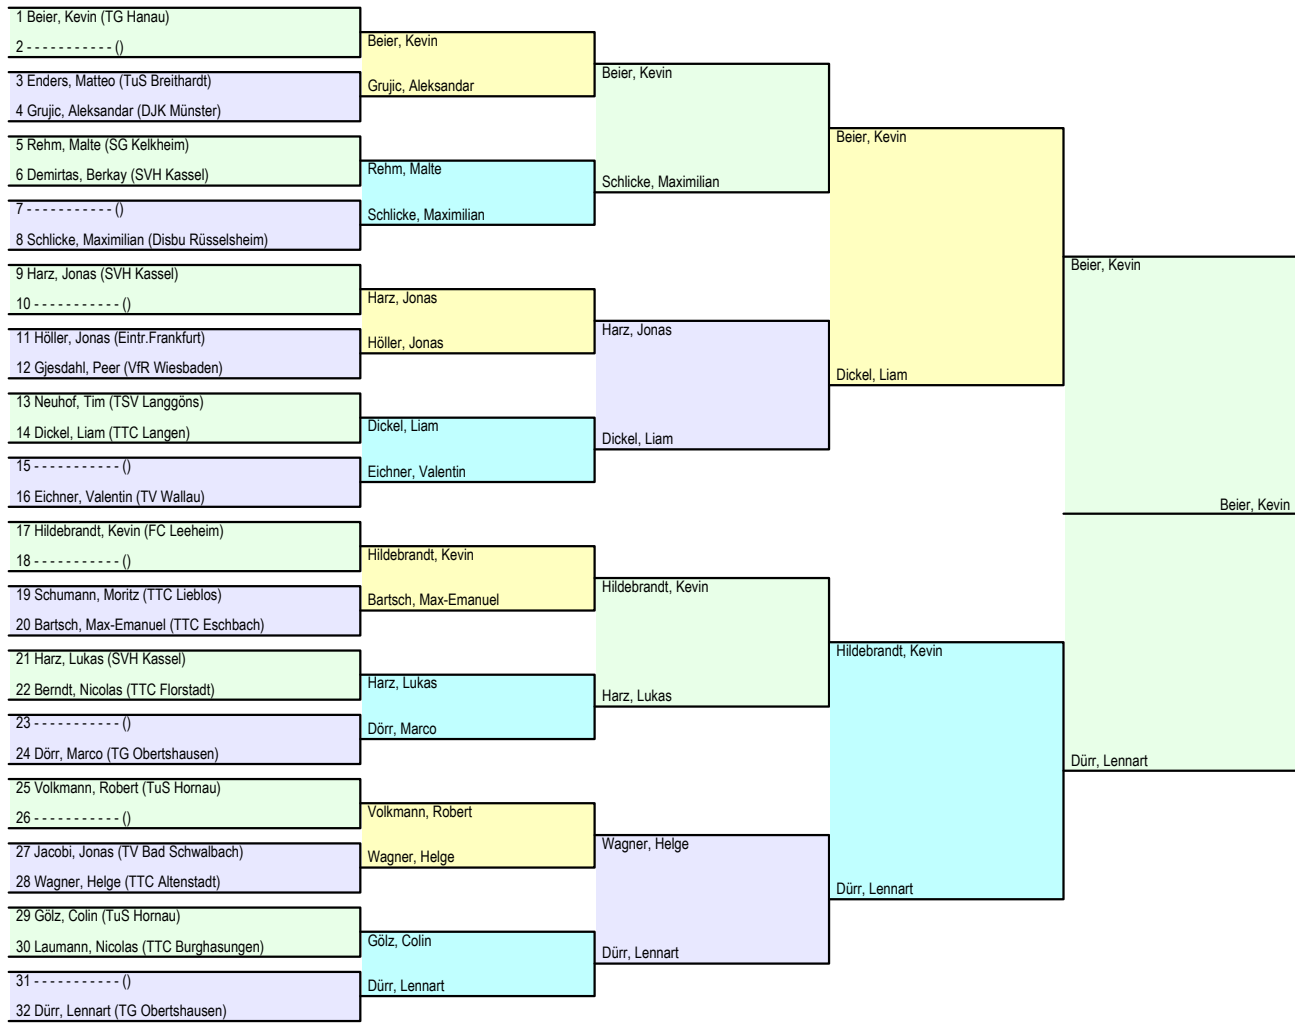 1 Beier, Kevin (TG Hanau)
2 - - - - - - - - - - - ()
3 Enders, Matteo (TuS Breithardt)
4 Grujic, Aleksandar (DJK Münster)
5 Rehm, Malte (SG Kelkheim)
6 Demirtas, Berkay (SVH Kassel)
7 - - - - - - - - - - - ()
8 Schlicke, Maximilian (Disbu Rüsselsheim)
9 Harz, Jonas (SVH Kassel)
10 - - - - - - - - - - - ()
11 Höller, Jonas (Eintr.Frankfurt)
12 Gjesdahl, Peer (VfR Wiesbaden)
13 Neuhof, Tim (TSV Langgöns)
14 Dickel, Liam (TTC Langen)
15 - - - - - - - - - - - ()
16 Eichner, Valentin (TV Wallau)
17 Hildebrandt, Kevin (FC Leeheim)
18 - - - - - - - - - - - ()
19 Schumann, Moritz (TTC Lieblos)
20 Bartsch, Max-Emanuel (TTC Eschbach)
21 Harz, Lukas (SVH Kassel)
22 Berndt, Nicolas (TTC Florstadt)
23 - - - - - - - - - - - ()
24 Dörr, Marco (TG Obertshausen)
25 Volkmann, Robert (TuS Hornau)
26 - - - - - - - - - - - ()
27 Jacobi, Jonas (TV Bad Schwalbach)
28 Wagner, Helge (TTC Altenstadt)
29 Gölz, Colin (TuS Hornau)
30 Laumann, Nicolas (TTC Burghasungen)
31 - - - - - - - - - - - ()
32 Dürr, Lennart (TG Obertshausen)
Beier, Kevin
Grujic, Aleksandar
Rehm, Malte
Schlicke, Maximilian
Harz, Jonas
Höller, Jonas
Dickel, Liam
Eichner, Valentin
Hildebrandt, Kevin
Bartsch, Max-Emanuel
Harz, Lukas
Dörr, Marco
Volkmann, Robert
Wagner, Helge
Gölz, Colin
Dürr, Lennart
Beier, Kevin
Schlicke, Maximilian
Harz, Jonas
Dickel, Liam
Hildebrandt, Kevin
Harz, Lukas
Wagner, Helge
Dürr, Lennart
Beier, Kevin
Dickel, Liam
Hildebrandt, Kevin
Dürr, Lennart
Beier, Kevin
Dürr, Lennart
Beier, Kevin